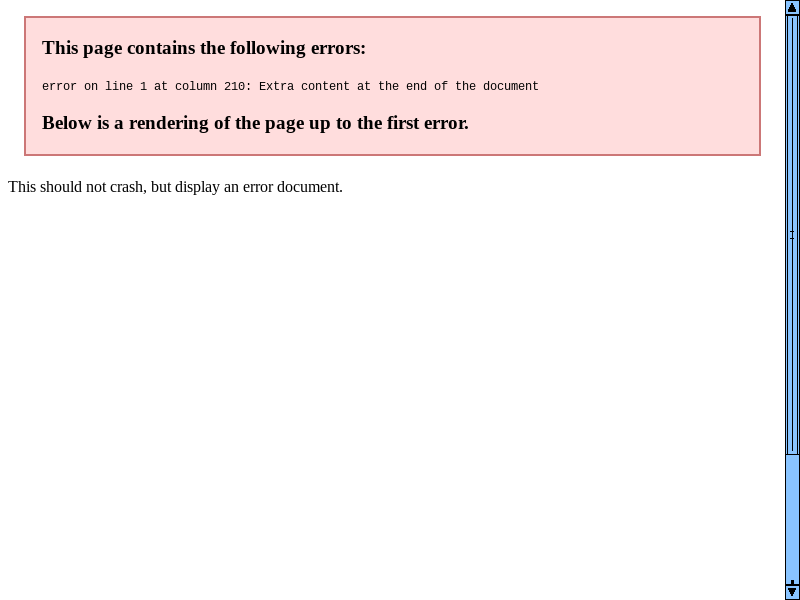 This page contains the following errors:
error on line 1 at column 210: Extra content at the end of the document
Below is a rendering of the page up to the first error.
This should not crash, but display an error document.